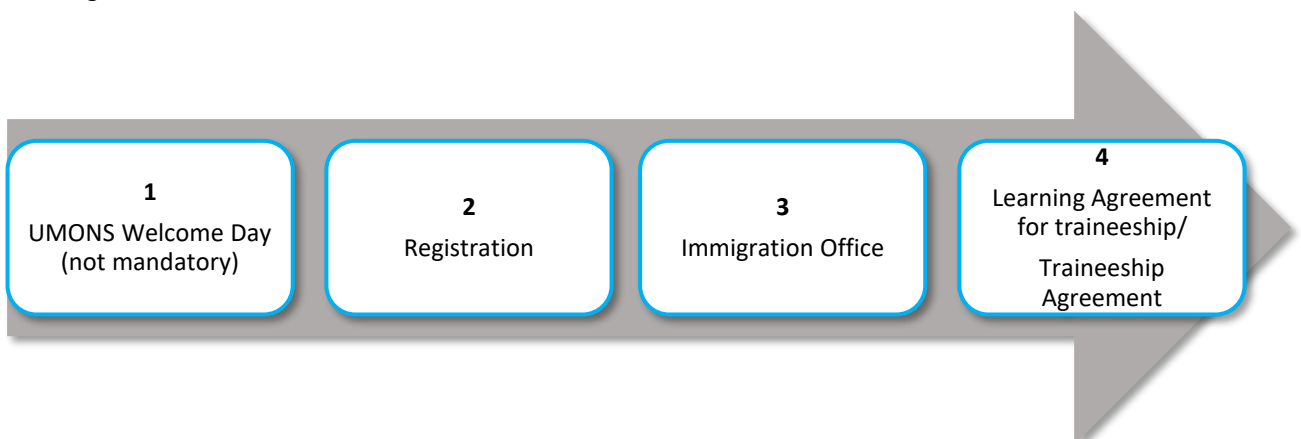 1
UMONS Welcome Day
(not mandatory)
2
Registration
3
Immigration Office
4
Learning Agreement
for traineeship/
Traineeship
Agreement